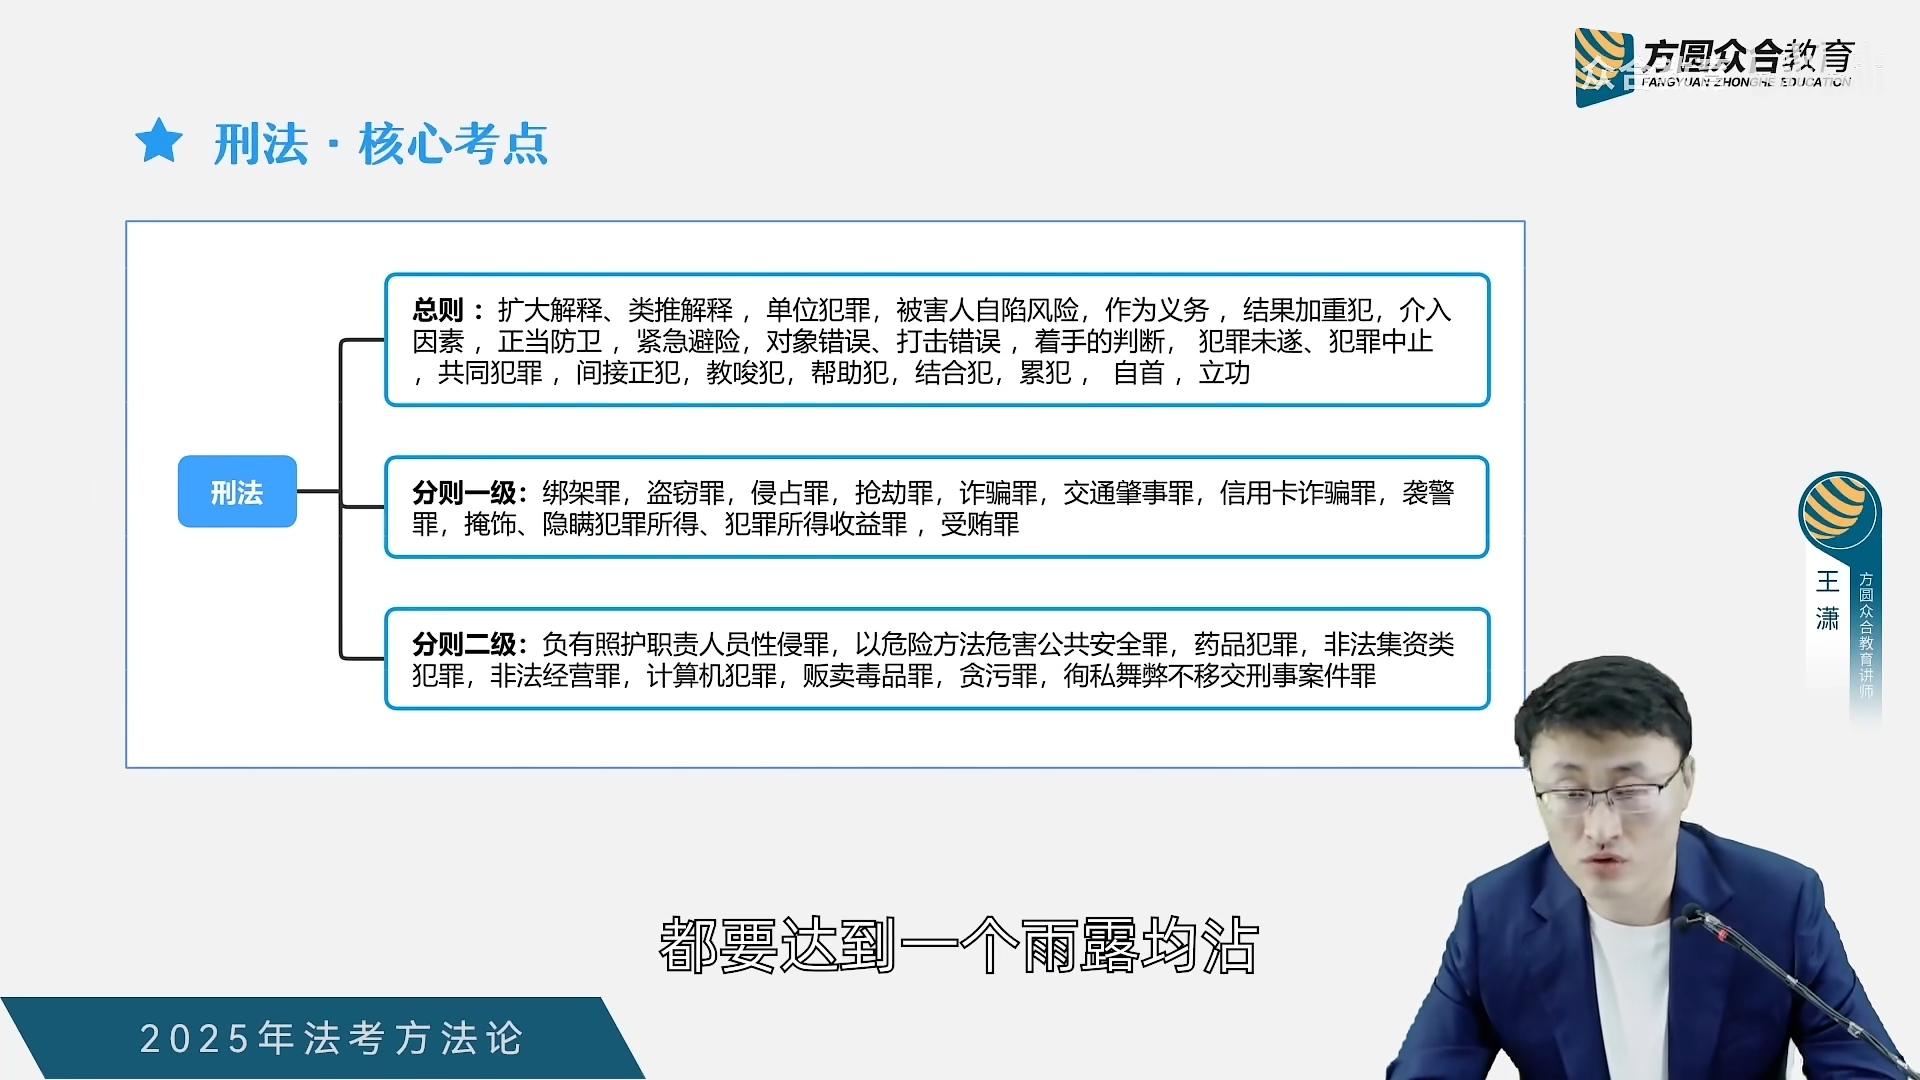 方圆众合教育
FANGYUAN ZHONGHE EDUCATION
刑法·核心考点
总则 ：扩大解释、类推解释 ，单位犯罪，被害人自陷风险，作为义务 ，结果加重犯，介入
因素 ，正当防卫 ，紧急避险，对象错误、打击错误 ，着手的判断， 犯罪未遂、犯罪中止
，共同犯罪 ，间接正犯，教唆犯，帮助犯，结合犯，累犯 ， 自首 ，立功
刑法
分则一级：绑架罪，盗窃罪，侵占罪，抢劫罪，诈骗罪，交通肇事罪，信用卡诈骗罪，袭警
罪，掩饰、隐瞒犯罪所得、犯罪所得收益罪 ，受贿罪
分则二级：负有照护职责人员性侵罪，以危险方法危害公共安全罪，药品犯罪，非法集资类
犯罪，非法经营罪，计算机犯罪，贩卖毒品罪，贪污罪，徇私舞弊不移交刑事案件罪
王潇
方圆众合教育讲师
都要达到一个雨露均沾
2025年法考方法论